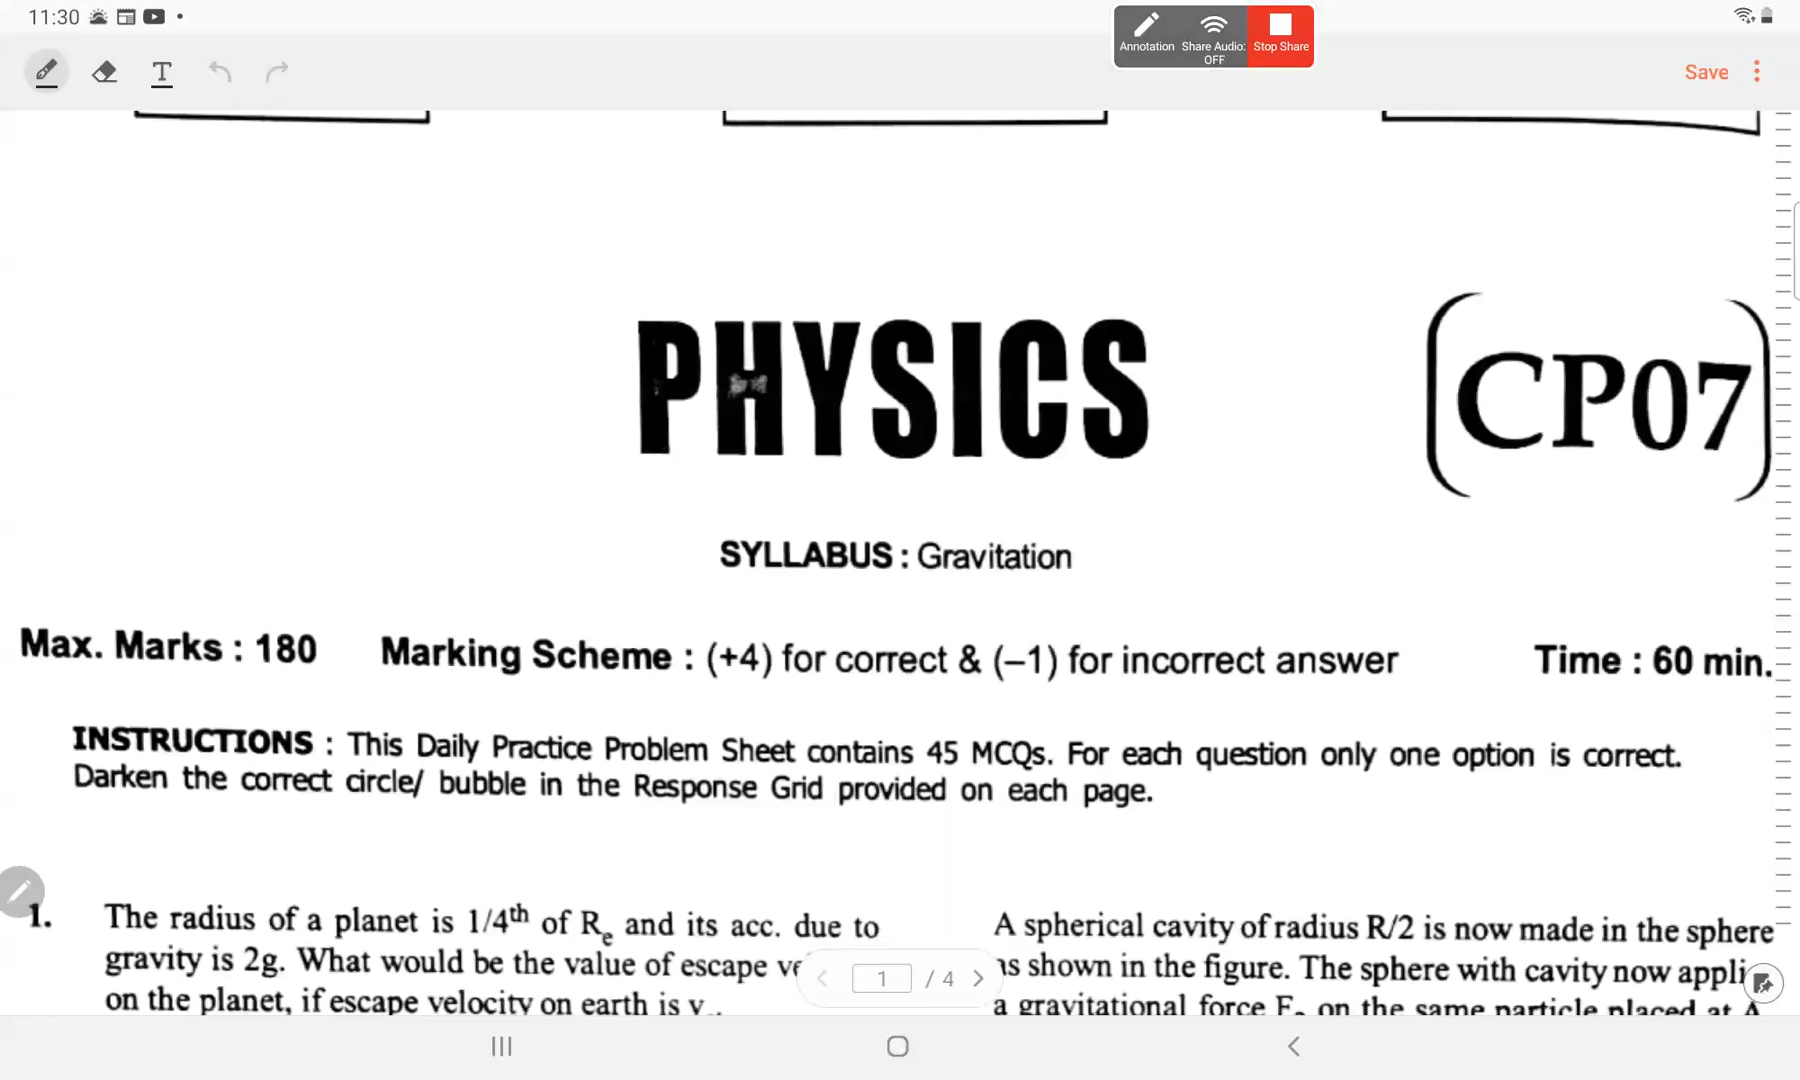 11:30
Annotation
Share Audio: OFF
Stop Share
T
Save
PHYSICS
CP07
SYLLABUS : Gravitation
Max. Marks : 180 Marking Scheme : (+4) for correct & (–1) for incorrect answer Time : 60 min.
INSTRUCTIONS : This Daily Practice Problem Sheet contains 45 MCQs. For each question only one option is correct.
Darken the correct circle/ bubble in the Response Grid provided on each page.
1. The radius of a planet is 1/4th of Re and its acc. due to
gravity is 2g. What would be the value of escape
on the planet, if escape velocity on earth is
A spherical cavity of radius R/2 is now made in the sphere
as shown in the figure. The sphere with cavity now
a gravitational force on the same particle placed at A
1 / 4